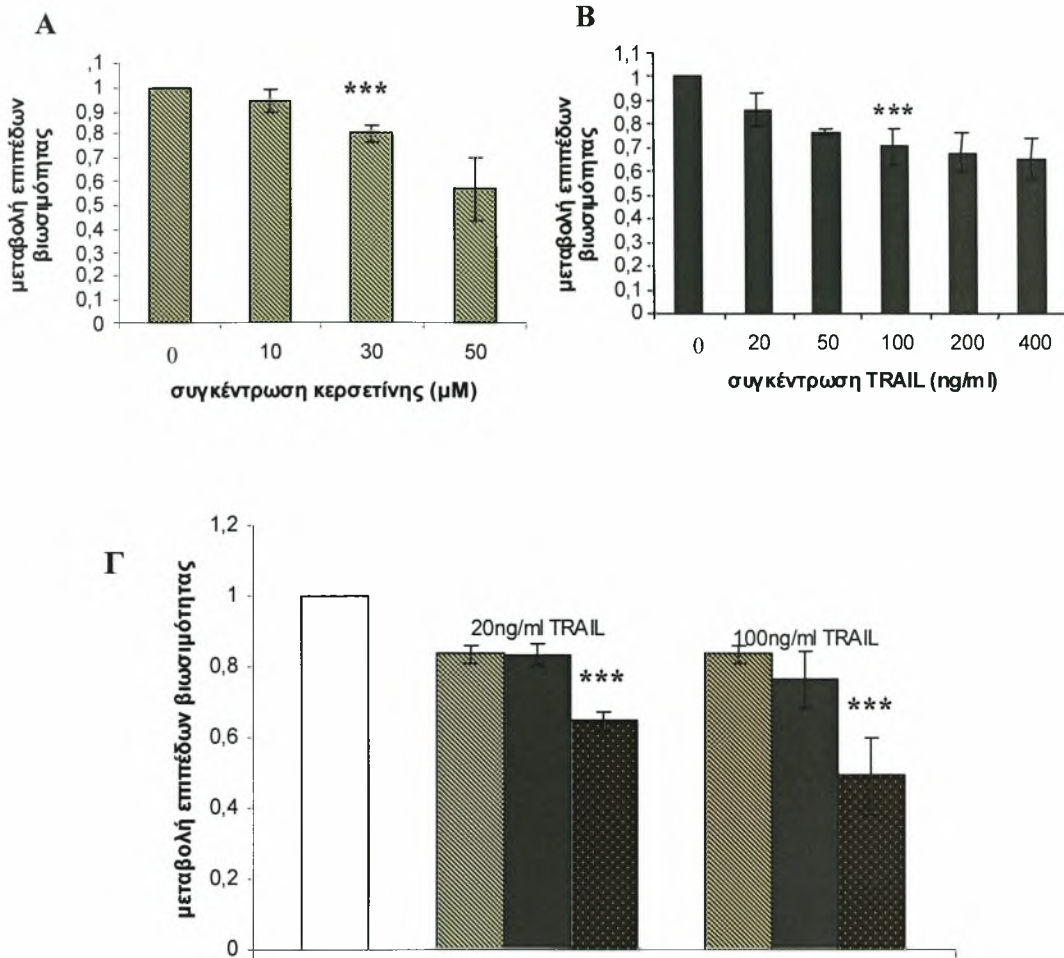 Α
μεταβολή επιπέδων
βιωσιμότητας
,1
1
0,9
0,8
0,7
0,6
0,5
0,4
0,3
0,2
0,1
0
***
0 10 30 50
συγκέντρωση κερσετίνης (μΜ)
Β
μεταβολή επιπέδων
βιωσιμότητας
1,1
1
0,9
0,8
0,7
0,6
0,5
0,4
0,3
0,2
0,1
0
***
0 20 50 100 200 400
συγκέντρωση TRAIL (ng/ml)
Γ
μεταβολή επιπέδων βιωσιμότητας
1,2
1
0,8
0,6
0,4
0,2
0
20ng/ml TRAIL
***
100ng/ml TRAIL
***